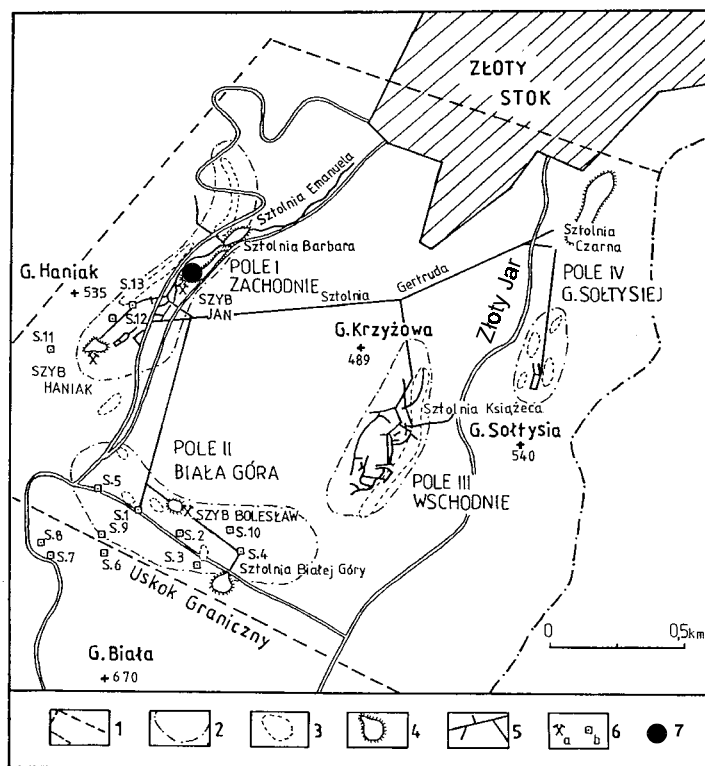 ZŁOTY
STOK
Sztolnia Emanuela
Sztolnia Barbara
Sztolnia
Czarna
G. Haniak
+ 535
S.13
S.12
S.11
POLE I
ZACHODNIE
SZYB
JAN
SZYB
HANIAK
Sztolnia
Gertruda
Złoty Jar
POLE IV
G. SOŁTYSIEJ
G. Krzyżowa
+
489
Sztolnia Książęca
G. Sołtysia
+
540
POLE II
BIAŁA GÓRA
POLE III
WSCHODNIE
S.5
S.1
SZYB BOLESŁAW
S.8
S.9
S.2
S.10
S.7
S.6
S.3
S.4
Sztolnia Białej Góry
Uskok Graniczny
G. Biała
+ 670
0
0,5km
1
2
3
4
5
a
b
6
7